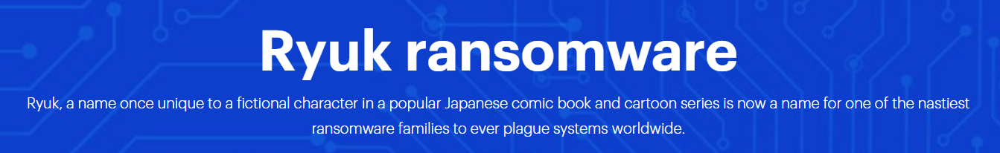 Ryuk ransomware
Ryuk, a name once unique to a fictional character in a popular Japanese comic book and cartoon series is now a name for one of the nastiest
ransomware families to ever plague systems worldwide.